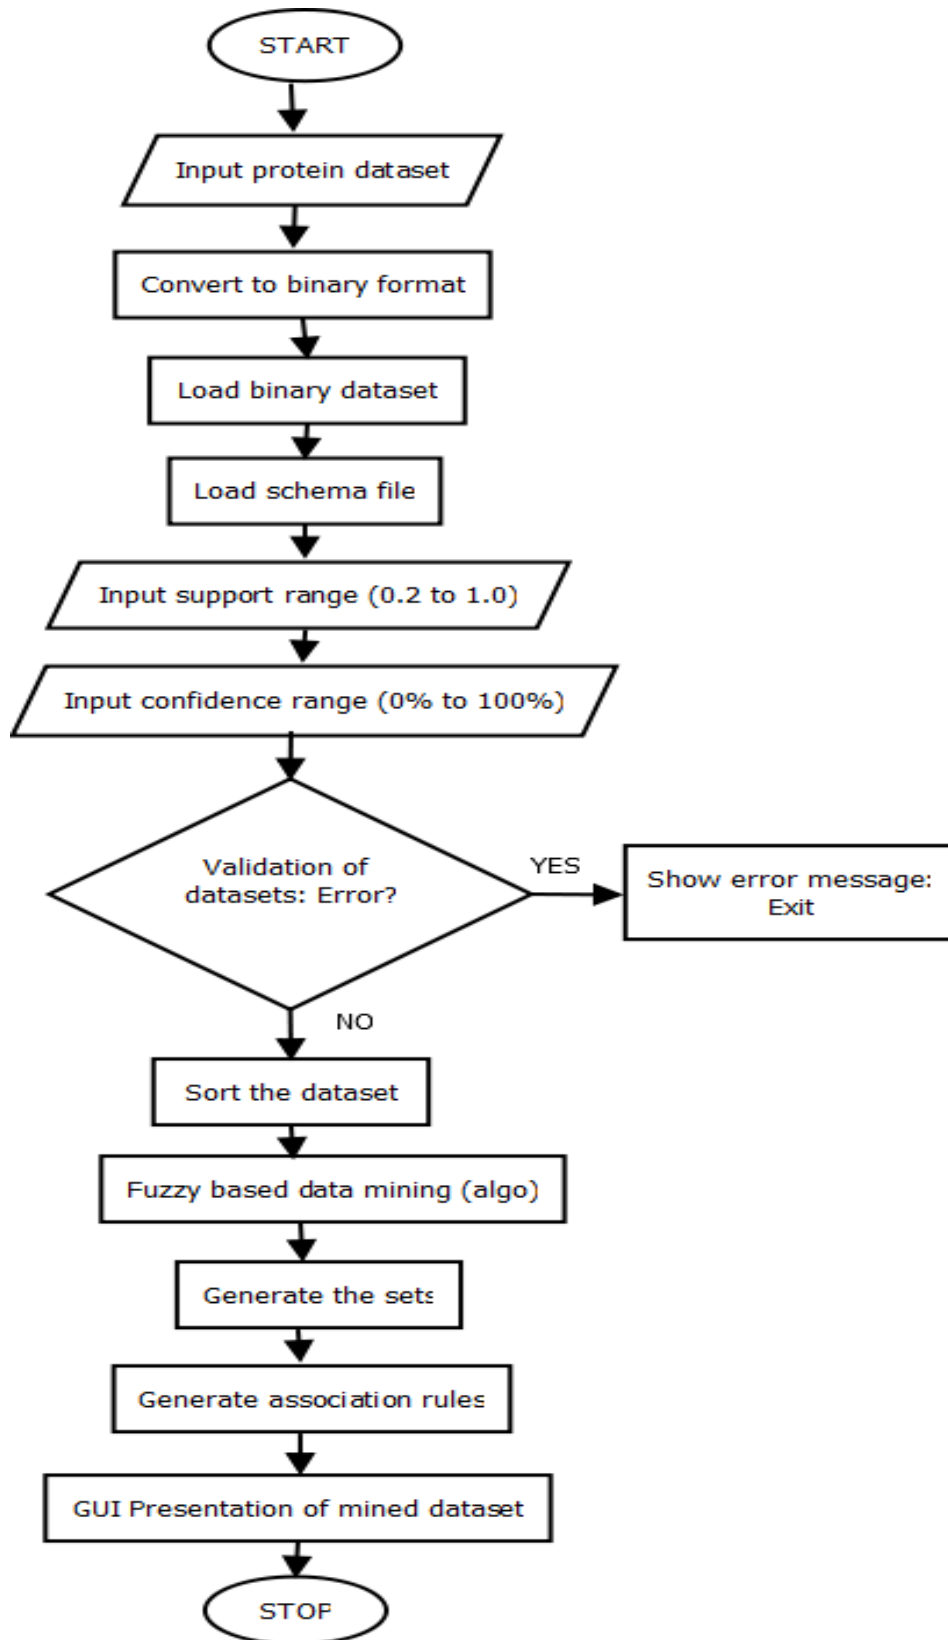 START
Input protein dataset
Convert to binary format
Load binary dataset
Load schema file
Input support range (0.2 to 1.0)
Input confidence range (0% to 100%)
Validation of
datasets: Error?
YES
Show error message:
Exit
NO
Sort the dataset
Fuzzy based data mining (algo)
Generate the sets
Generate association rules
GUI Presentation of mined dataset
STOP